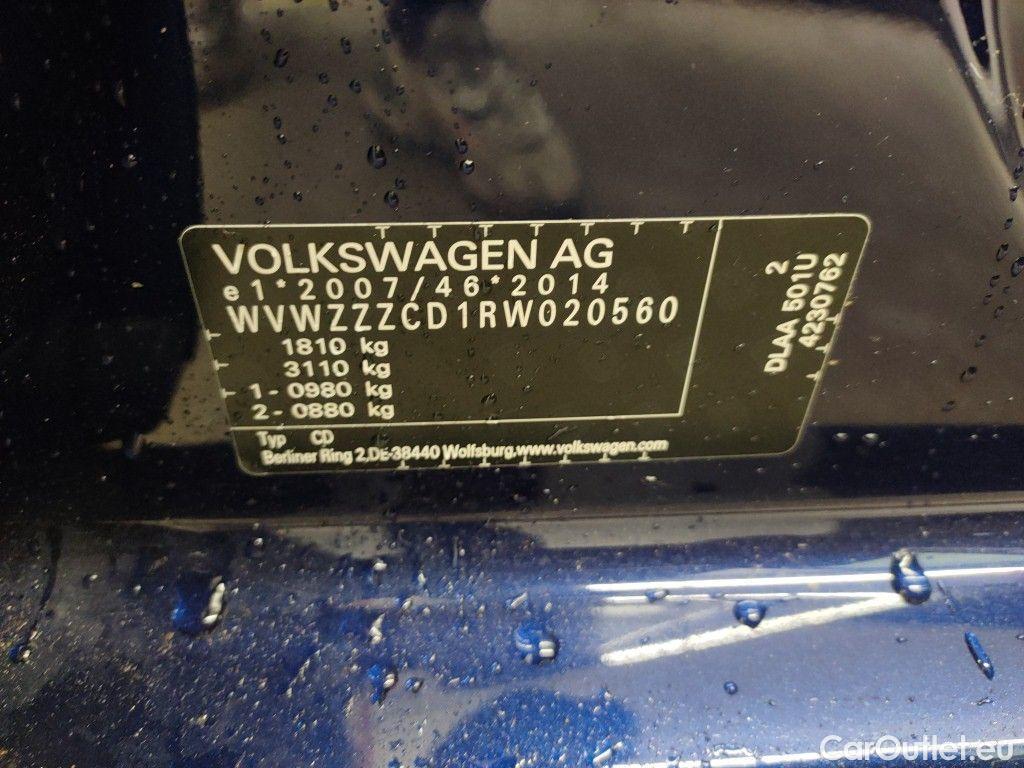 VOLKSWAGEN AG
e1*2007/46*2014
WVWZZZCD1RW020560
1810 kg
3110 kg
1-0980 kg
2-0880 kg
Typ CD
Berliner Ring 2,DE-38440 Wolfsburg,www.volkswagen.com
2
DLAA 501U
4230762
CarOutlet.eu